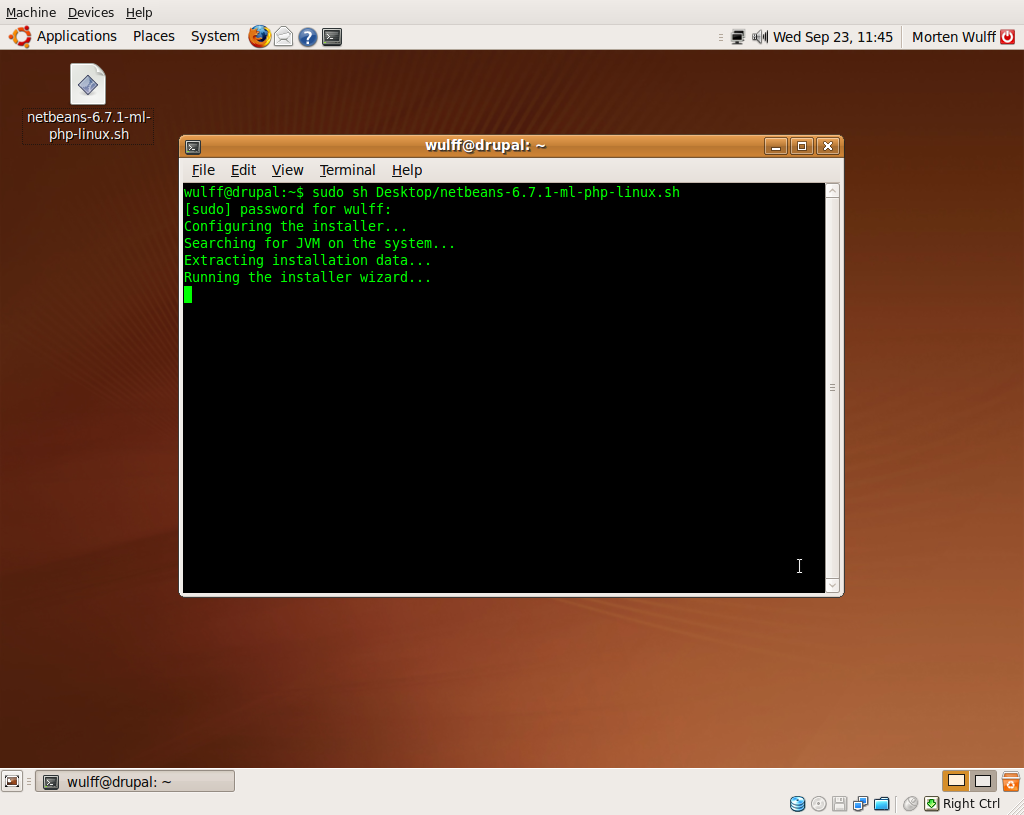 Machine Devices Help
Applications Places System Wed Sep 23, 11:45 Morten Wulff
netbeans-6.7.1-ml-
php-linux.sh
wulff@drupal: ~
File Edit View Terminal Help
wulff@drupal:~$ sudo sh Desktop/netbeans-6.7.1-ml-php-linux.sh
[sudo] password for wulff:
Configuring the installer...
Searching for JVM on the system...
Extracting installation data...
Running the installer wizard...
wulff@drupal: ~
Right Ctrl